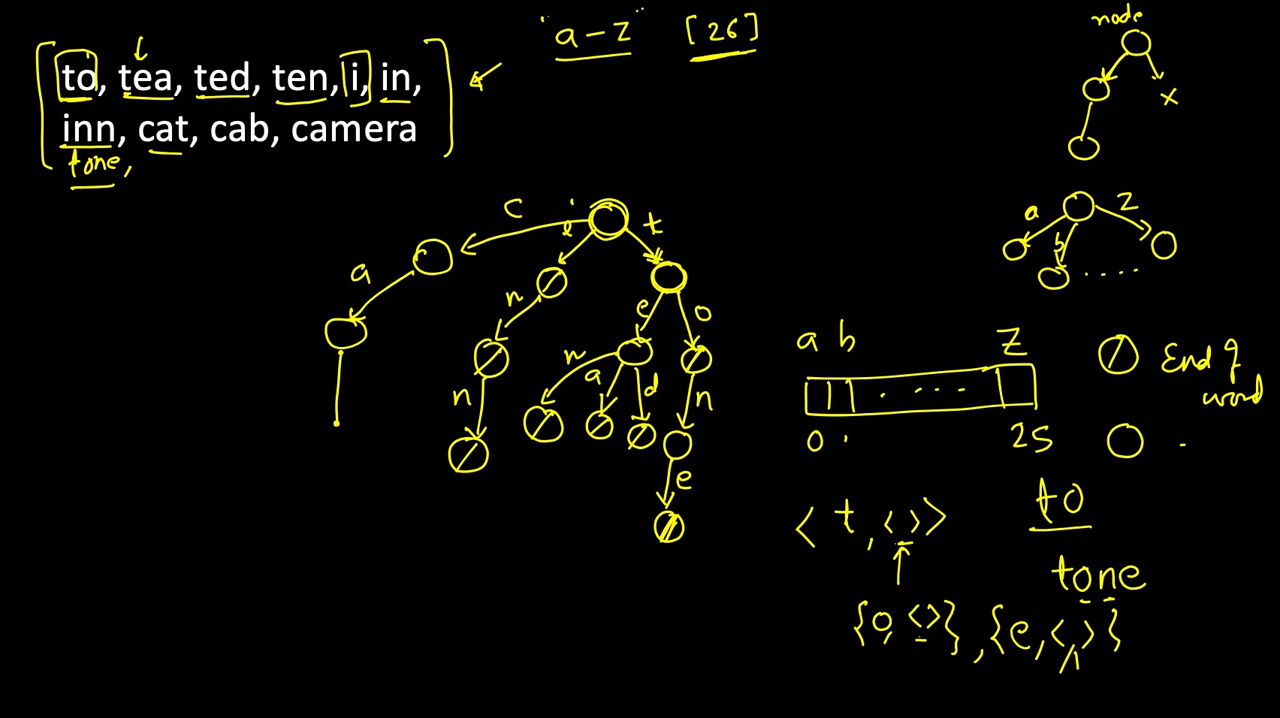 "a-z" [26]
node
to, tea, ted, ten, i, in,
inn, cat, cab, camera
tone,
x
c i t
a z
b
a n e o
a b z
n a d n
n
End of
word
0 25
e
< t, < > >
to
tone
{o, < >}, {e, < >}